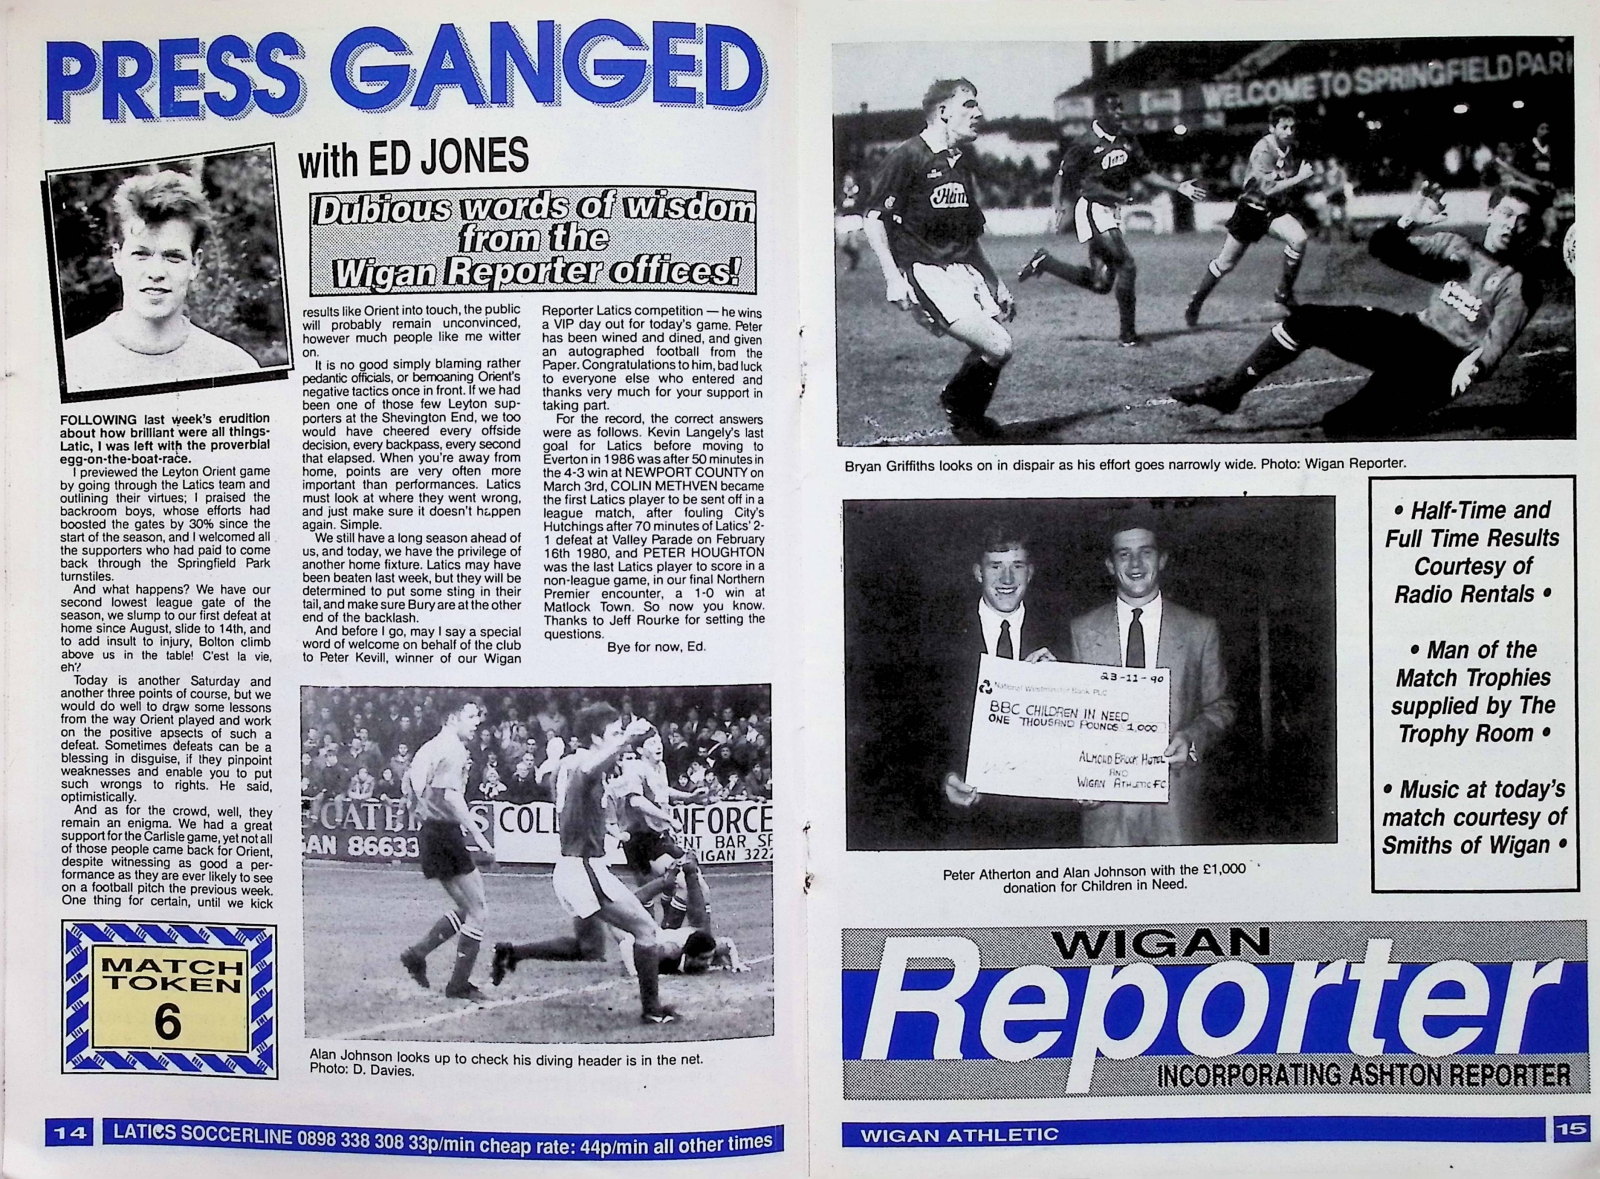 PRESS GANGED
with ED JONES
Dubious words of wisdom
from the
Wigan Reporter offices!
FOLLOWING last week's erudition
about how brilliant were all things-
Latic, I was left with the proverbial
egg-on-the-boat-race.
I previewed the Leyton Orient game
by going through the Latics team and
outlining their virtues; I praised the
backroom boys, whose efforts had
boosted the gates by 30% since the
start of the season, and I welcomed all
the supporters who had paid to come
back through the Springfield Park
turnstiles.
And what happens? We have our
second lowest league gate of the
season, we slump to our first defeat at
home since August, slide to 14th, and
to add insult to injury, Bolton climb
above us in the table! C'est la vie,
eh?
Today is another Saturday and
another three points of course, but we
would do well to draw some lessons
from the way Orient played and work
on the positive apsects of such a
defeat. Sometimes defeats can be a
blessing in disguise, if they pinpoint
weaknesses and enable you to put
such wrongs to rights. He said,
optimistically.
And as for the crowd, well, they
remain an enigma. We had a great
support for the Carlisle game, yet not all
of those people came back for Orient,
despite witnessing as good a per-
formance as they are ever likely to see
on a football pitch the previous week.
One thing for certain, until we kick
results like Orient into touch, the public
will probably remain unconvinced,
however much people like me witter
on.
It is no good simply blaming rather
pedantic officials, or bemoaning Orient's
negative tactics once in front. If we had
been one of those few Leyton sup-
porters at the Shevington End, we too
would have cheered every offside
decision, every backpass, every second
that elapsed. When you're away from
home, points are very often more
important than performances. Latics
must look at where they went wrong,
and just make sure it doesn't happen
again. Simple.
We still have a long season ahead of
us, and today, we have the privilege of
another home fixture. Latics may have
been beaten last week, but they will be
determined to put some sting in their
tail, and make sure Bury are at the other
end of the backlash.
And before I go, may I say a special
word of welcome on behalf of the club
to Peter Kevill, winner of our Wigan
Reporter Latics competition — he wins
a VIP day out for today's game. Peter
has been wined and dined, and given
an autographed football from the
Paper. Congratulations to him, bad luck
to everyone else who entered and
thanks very much for your support in
taking part.
For the record, the correct answers
were as follows. Kevin Langely's last
goal for Latics before moving to
Everton in 1986 was after 50 minutes in
the 4-3 win at NEWPORT COUNTY on
March 3rd, COLIN METHVEN became
the first Latics player to be sent off in a
league match, after fouling City's
Hutchings after 70 minutes of Latics' 2-
1 defeat at Valley Parade on February
16th 1980, and PETER HOUGHTON
was the last Latics player to score in a
non-league game, in our final Northern
Premier encounter, a 1-0 win at
Matlock Town. So now you know.
Thanks to Jeff Rourke for setting the
questions.
Bye for now, Ed.
COLL
NFORCE
AN 86633
NT BAR
IGAN 322
Alan Johnson looks up to check his diving header is in the net.
Photo: D. Davies.
MATCH
TOKEN
6
14
LATICS SOCCERLINE 0898 338 308 33p/min cheap rate: 44p/min all other times
WELCOME TO SPRINGFIELD PARK
Bryan Griffiths looks on in dispair as his effort goes narrowly wide. Photo: Wigan Reporter.
23-11-90
National Westminster Bank PLC
BBC CHILDREN IN NEED
ONE THOUSAND POUNDS 1,000
ALMOND BROOK HOTEL
AND
WIGAN ATHLETIC FC
Peter Atherton and Alan Johnson with the £1,000
donation for Children in Need.
• Half-Time and
Full Time Results
Courtesy of
Radio Rentals •
• Man of the
Match Trophies
supplied by The
Trophy Room •
• Music at today's
match courtesy of
Smiths of Wigan •
WIGAN
Reporter
INCORPORATING ASHTON REPORTER
WIGAN ATHLETIC
15